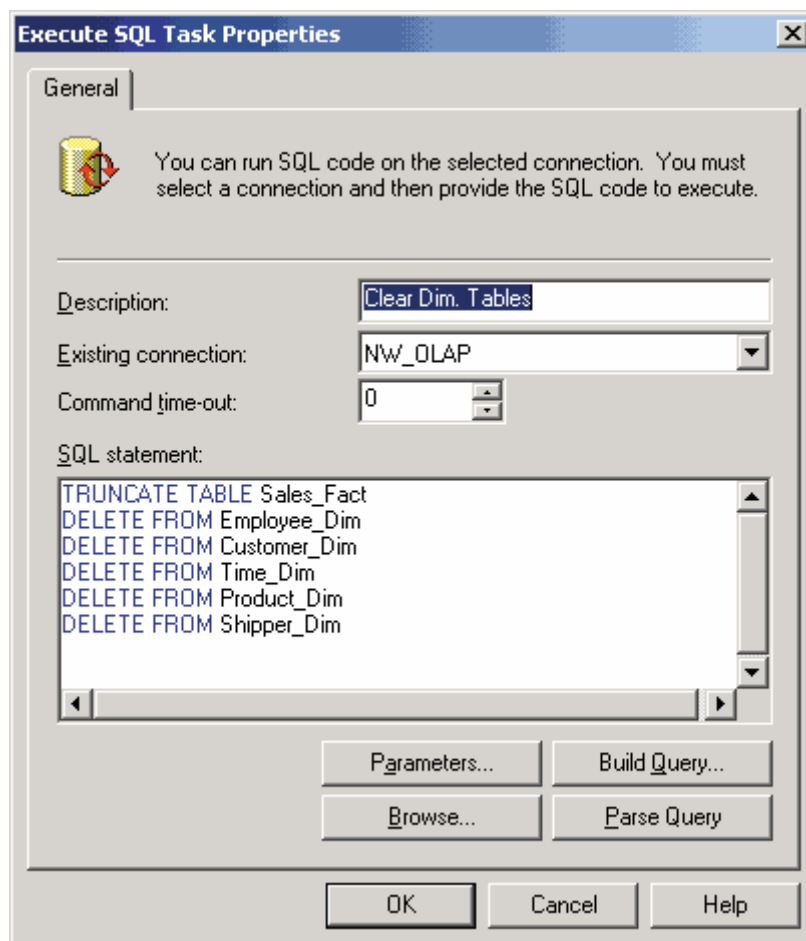 Execute SQL Task Properties
General
You can run SQL code on the selected connection. You must
select a connection and then provide the SQL code to execute.
Description:
Clear Dim. Tables
Existing connection:
NW_OLAP
Command time-out:
0
SQL statement:
TRUNCATE TABLE Sales_Fact
DELETE FROM Employee_Dim
DELETE FROM Customer_Dim
DELETE FROM Time_Dim
DELETE FROM Product_Dim
DELETE FROM Shipper_Dim
Parameters...
Build Query...
Browse...
Parse Query
OK
Cancel
Help